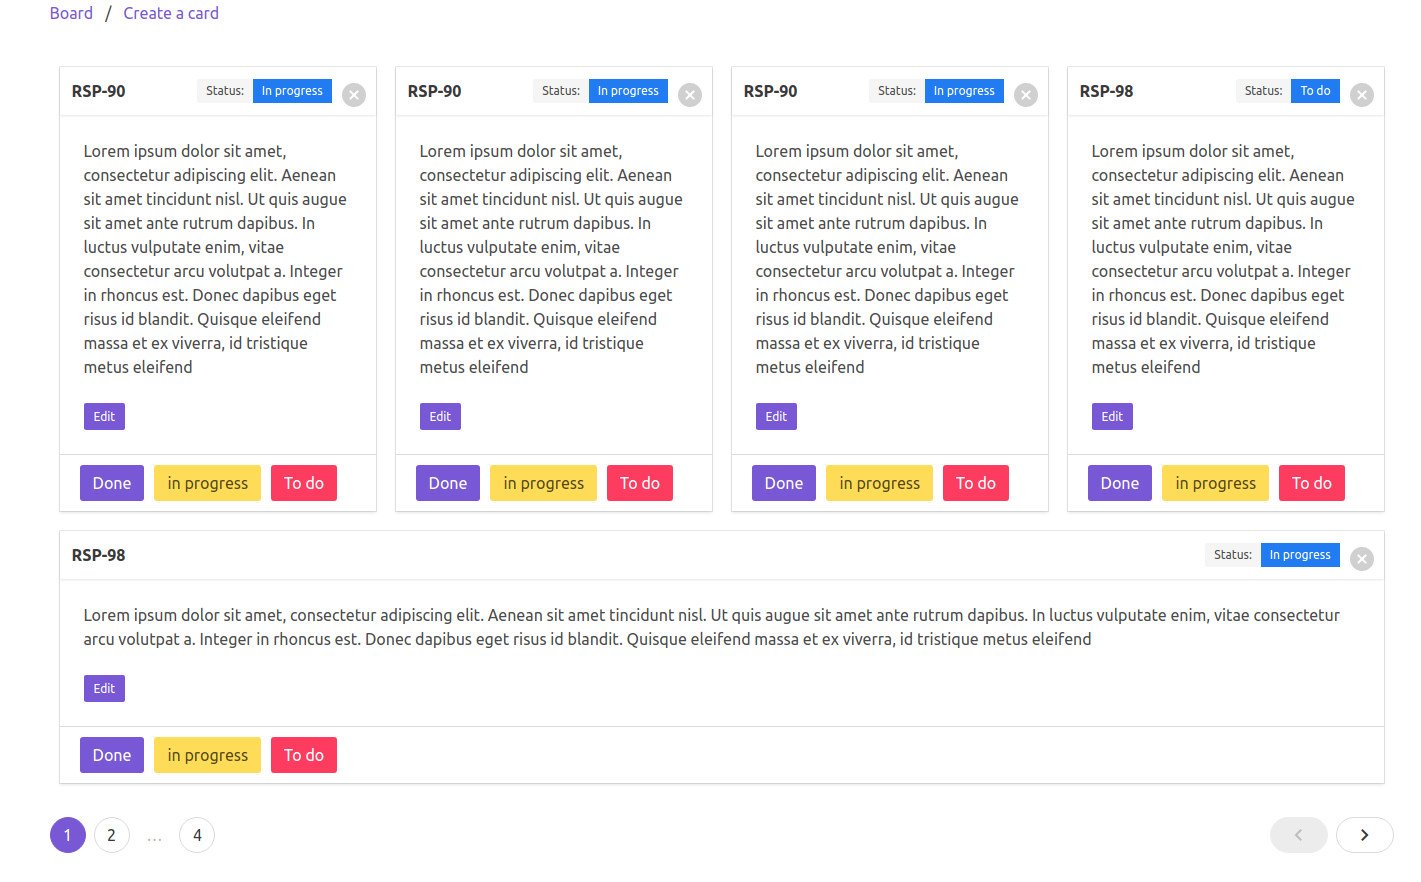 Board / Create a card
RSP-90 Status: In progress
Lorem ipsum dolor sit amet,
consectetur adipiscing elit. Aenean
sit amet tincidunt nisl. Ut quis augue
sit amet ante rutrum dapibus. In
luctus vulputate enim, vitae
consectetur arcu volutpat a. Integer
in rhoncus est. Donec dapibus eget
risus id blandit. Quisque eleifend
massa et ex viverra, id tristique
metus eleifend
Edit
Done in progress To do
RSP-90 Status: In progress
Lorem ipsum dolor sit amet,
consectetur adipiscing elit. Aenean
sit amet tincidunt nisl. Ut quis augue
sit amet ante rutrum dapibus. In
luctus vulputate enim, vitae
consectetur arcu volutpat a. Integer
in rhoncus est. Donec dapibus eget
risus id blandit. Quisque eleifend
massa et ex viverra, id tristique
metus eleifend
Edit
Done in progress To do
RSP-90 Status: In progress
Lorem ipsum dolor sit amet,
consectetur adipiscing elit. Aenean
sit amet tincidunt nisl. Ut quis augue
sit amet ante rutrum dapibus. In
luctus vulputate enim, vitae
consectetur arcu volutpat a. Integer
in rhoncus est. Donec dapibus eget
risus id blandit. Quisque eleifend
massa et ex viverra, id tristique
metus eleifend
Edit
Done in progress To do
RSP-98 Status: To do
Lorem ipsum dolor sit amet,
consectetur adipiscing elit. Aenean
sit amet tincidunt nisl. Ut quis augue
sit amet ante rutrum dapibus. In
luctus vulputate enim, vitae
consectetur arcu volutpat a. Integer
in rhoncus est. Donec dapibus eget
risus id blandit. Quisque eleifend
massa et ex viverra, id tristique
metus eleifend
Edit
Done in progress To do
RSP-98 Status: In progress
Lorem ipsum dolor sit amet, consectetur adipiscing elit. Aenean sit amet tincidunt nisl. Ut quis augue sit amet ante rutrum dapibus. In luctus vulputate enim, vitae consectetur
arcu volutpat a. Integer in rhoncus est. Donec dapibus eget risus id blandit. Quisque eleifend massa et ex viverra, id tristique metus eleifend
Edit
Done in progress To do
1 2 … 4